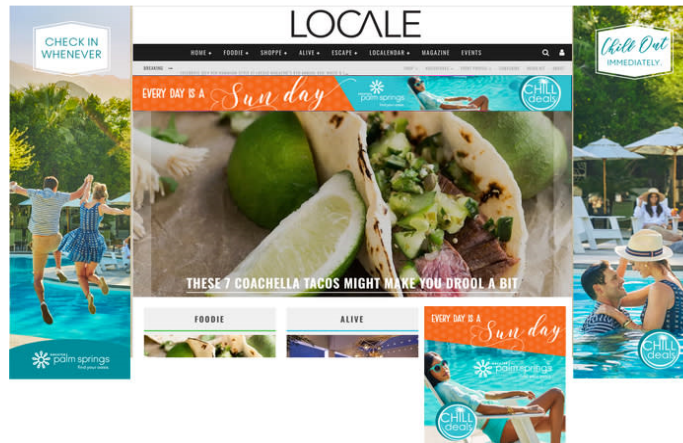 CHECK IN
WHENEVER
LOCALE
HOME FOODIE SHOPPE ALIVE ESCAPE LOCALENDAR MAGAZINE EVENTS
BREAKING
EVERY DAY IS A Sun day palm springs CHILL deals
Chill Out
IMMEDIATELY.
THESE 7 COACHELLA TACOS MIGHT MAKE YOU DROOL A BIT
FOODIE ALIVE
EVERY DAY IS A
Sun day
palm springs
CHILL
deals
palm springs
find your oasis.
CHILL
deals